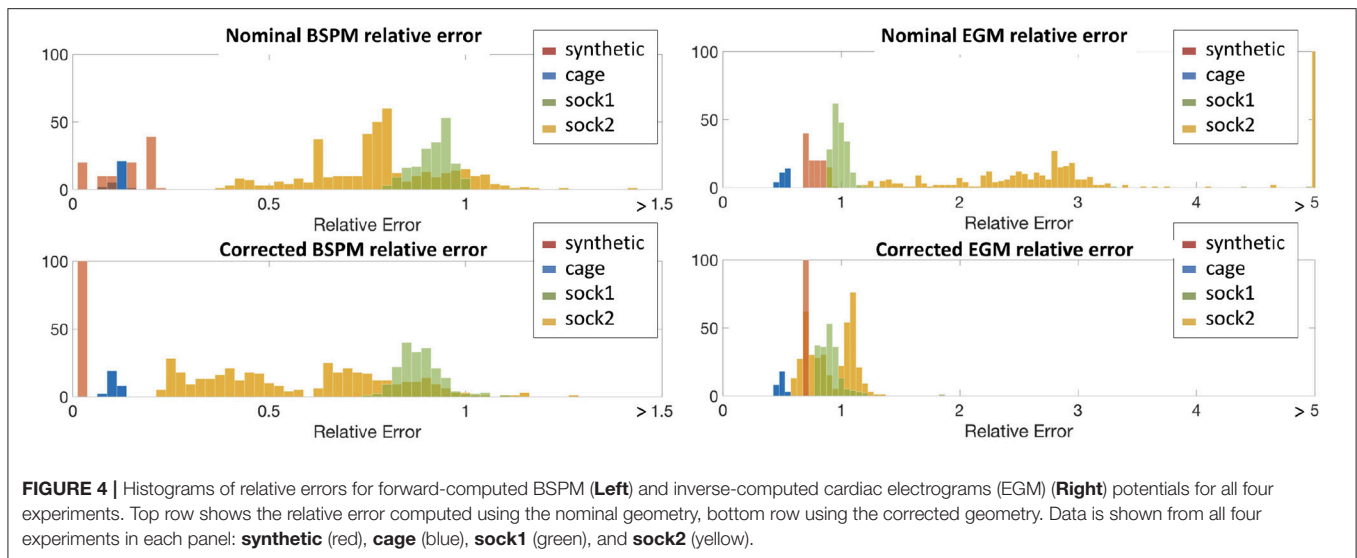 Nominal BSPM relative error
100
50
0
0
0.5
1
> 1.5
Relative Error
synthetic
cage
sock1
sock2
Nominal EGM relative error
100
50
0
0
1
2
3
4
> 5
Relative Error
synthetic
cage
sock1
sock2
Corrected BSPM relative error
100
50
0
0
0.5
1
> 1.5
Relative Error
synthetic
cage
sock1
sock2
Corrected EGM relative error
100
50
0
0
1
2
3
4
> 5
Relative Error
synthetic
cage
sock1
sock2
FIGURE 4 | Histograms of relative errors for forward-computed BSPM (Left) and inverse-computed cardiac electrograms (EGM) (Right) potentials for all four
experiments. Top row shows the relative error computed using the nominal geometry, bottom row using the corrected geometry. Data is shown from all four
experiments in each panel: synthetic (red), cage (blue), sock1 (green), and sock2 (yellow).